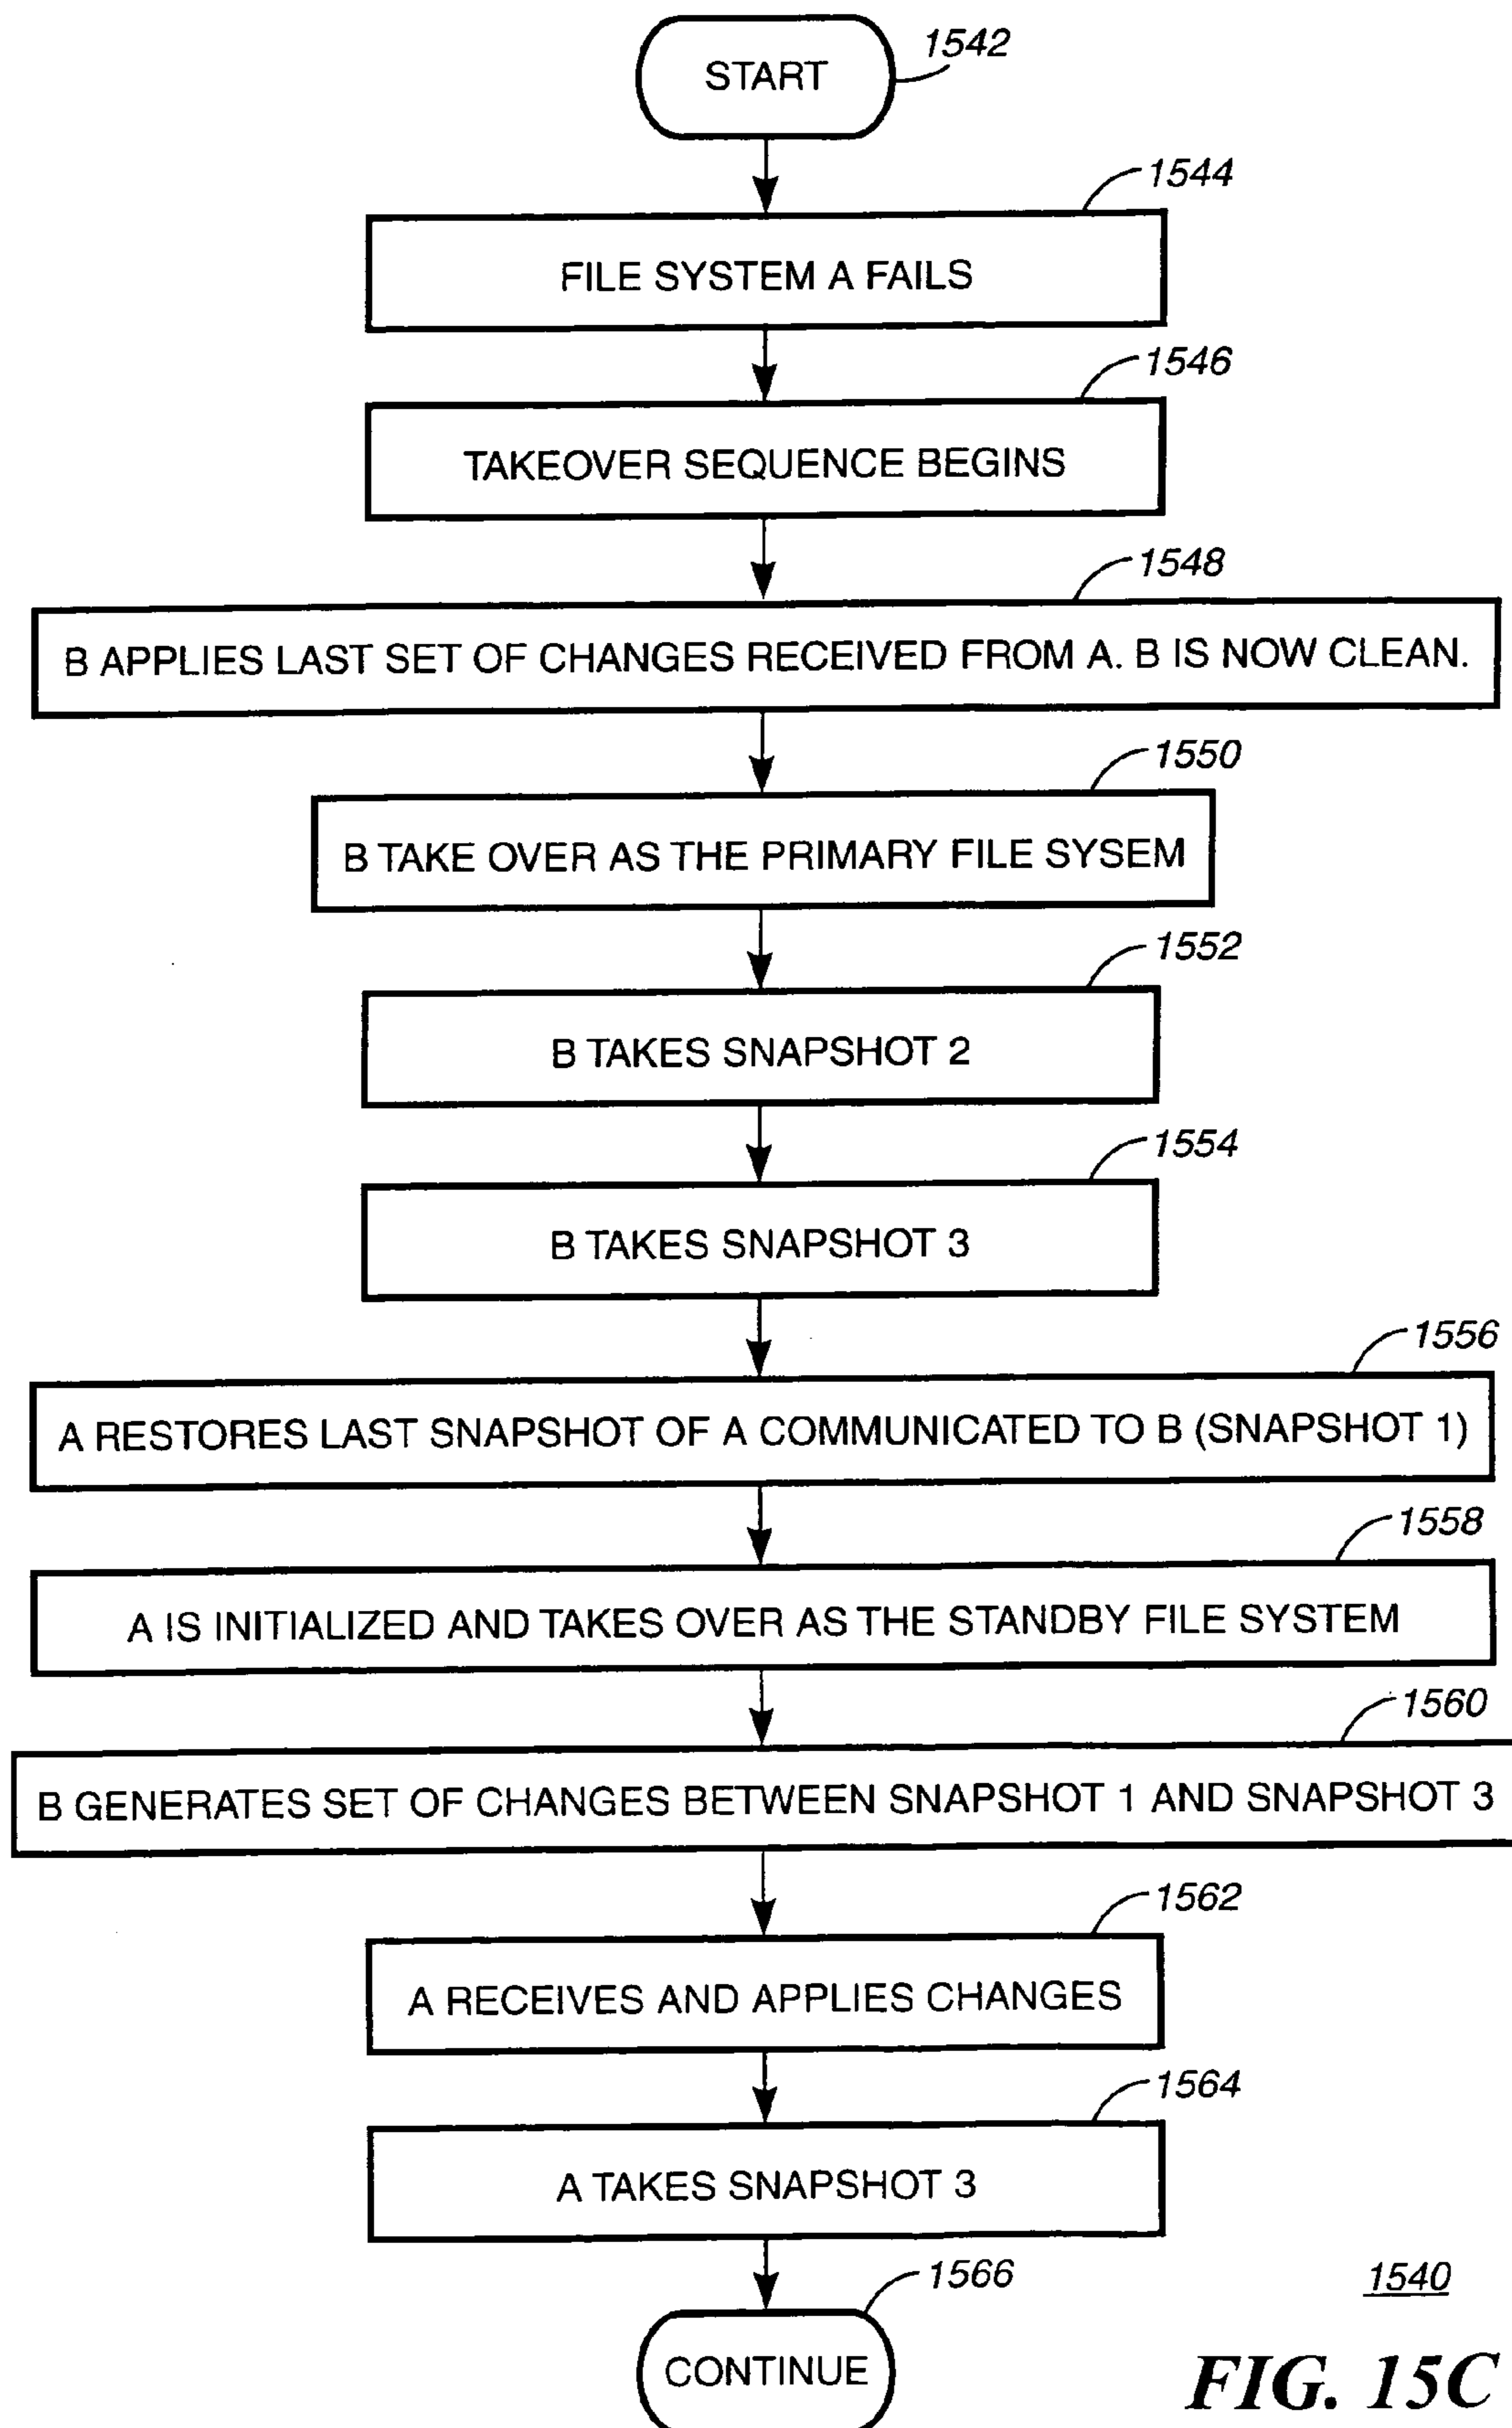 START
1542
1544
FILE SYSTEM A FAILS
1546
TAKEOVER SEQUENCE BEGINS
1548
B APPLIES LAST SET OF CHANGES RECEIVED FROM A. B IS NOW CLEAN.
1550
B TAKE OVER AS THE PRIMARY FILE SYSEM
1552
B TAKES SNAPSHOT 2
1554
B TAKES SNAPSHOT 3
1556
A RESTORES LAST SNAPSHOT OF A COMMUNICATED TO B (SNAPSHOT 1)
1558
A IS INITIALIZED AND TAKES OVER AS THE STANDBY FILE SYSTEM
1560
B GENERATES SET OF CHANGES BETWEEN SNAPSHOT 1 AND SNAPSHOT 3
1562
A RECEIVES AND APPLIES CHANGES
1564
A TAKES SNAPSHOT 3
1566
CONTINUE
1540
FIG. 15C